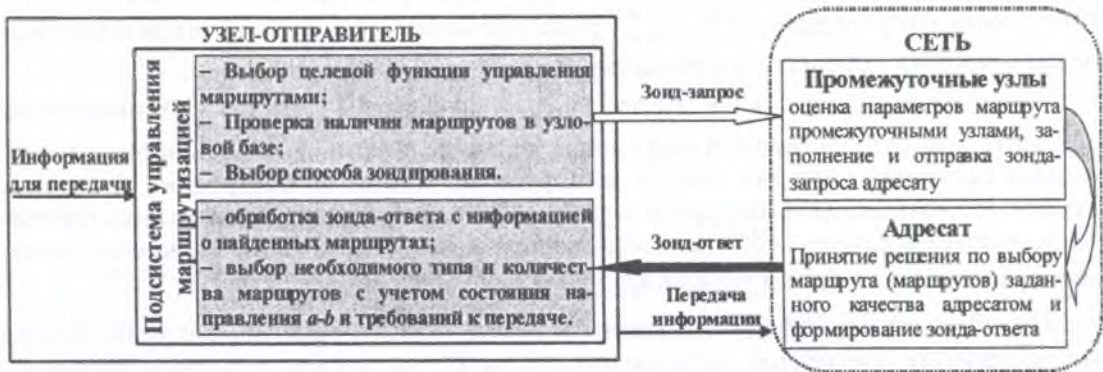 УЗЕЛ-ОТПРАВИТЕЛЬ
Информация
для передачи
Подсистема управления
маршрутизацией
– Выбор целевой функции управления
маршрутами;
– Проверка наличия маршрутов в узло-
вой базе;
– Выбор способа зондирования.
– обработка зонда-ответа с информацией
о найденных маршрутах;
– выбор необходимого типа и количест-
ва маршрутов с учетом состояния на-
правления a-b и требований к передаче.
Зонд-запрос
Зонд-ответ
Передача
информации
СЕТЬ
Промежуточные узлы
оценка параметров маршрута
промежуточными узлами, за-
полнение и отправка зонда-
запроса адресату
Адресат
Принятие решения по выбору
маршрута (маршрутов) задан-
ного качества адресатом и
формирование зонда-ответа